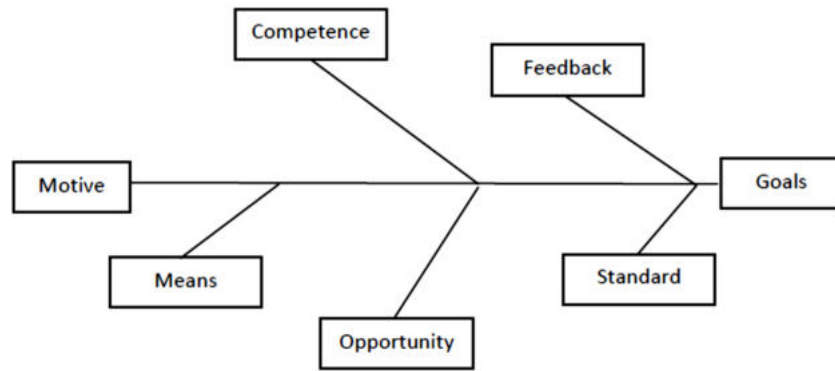 Competence
Feedback
Motive
Goals
Means
Standard
Opportunity